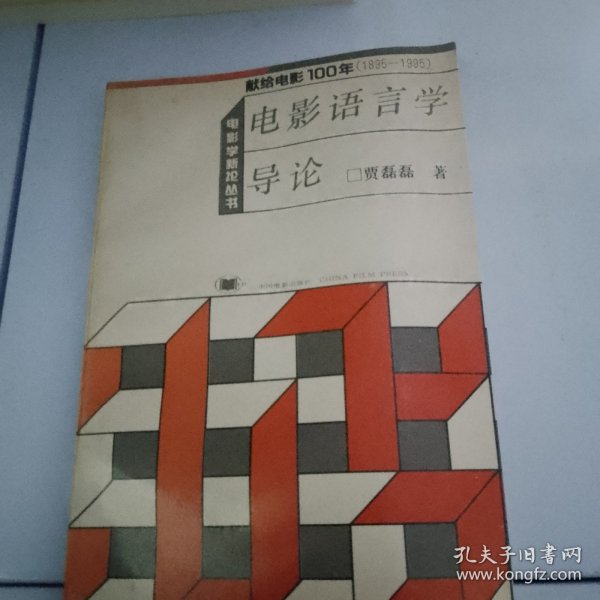 献给电影100年(1895—1995)
电影学新论丛书
电影语言学
导论 □贾磊磊 著
中国电影出版社 CHINA FILM PRESS
孔夫子旧书网
www.kongfz.com